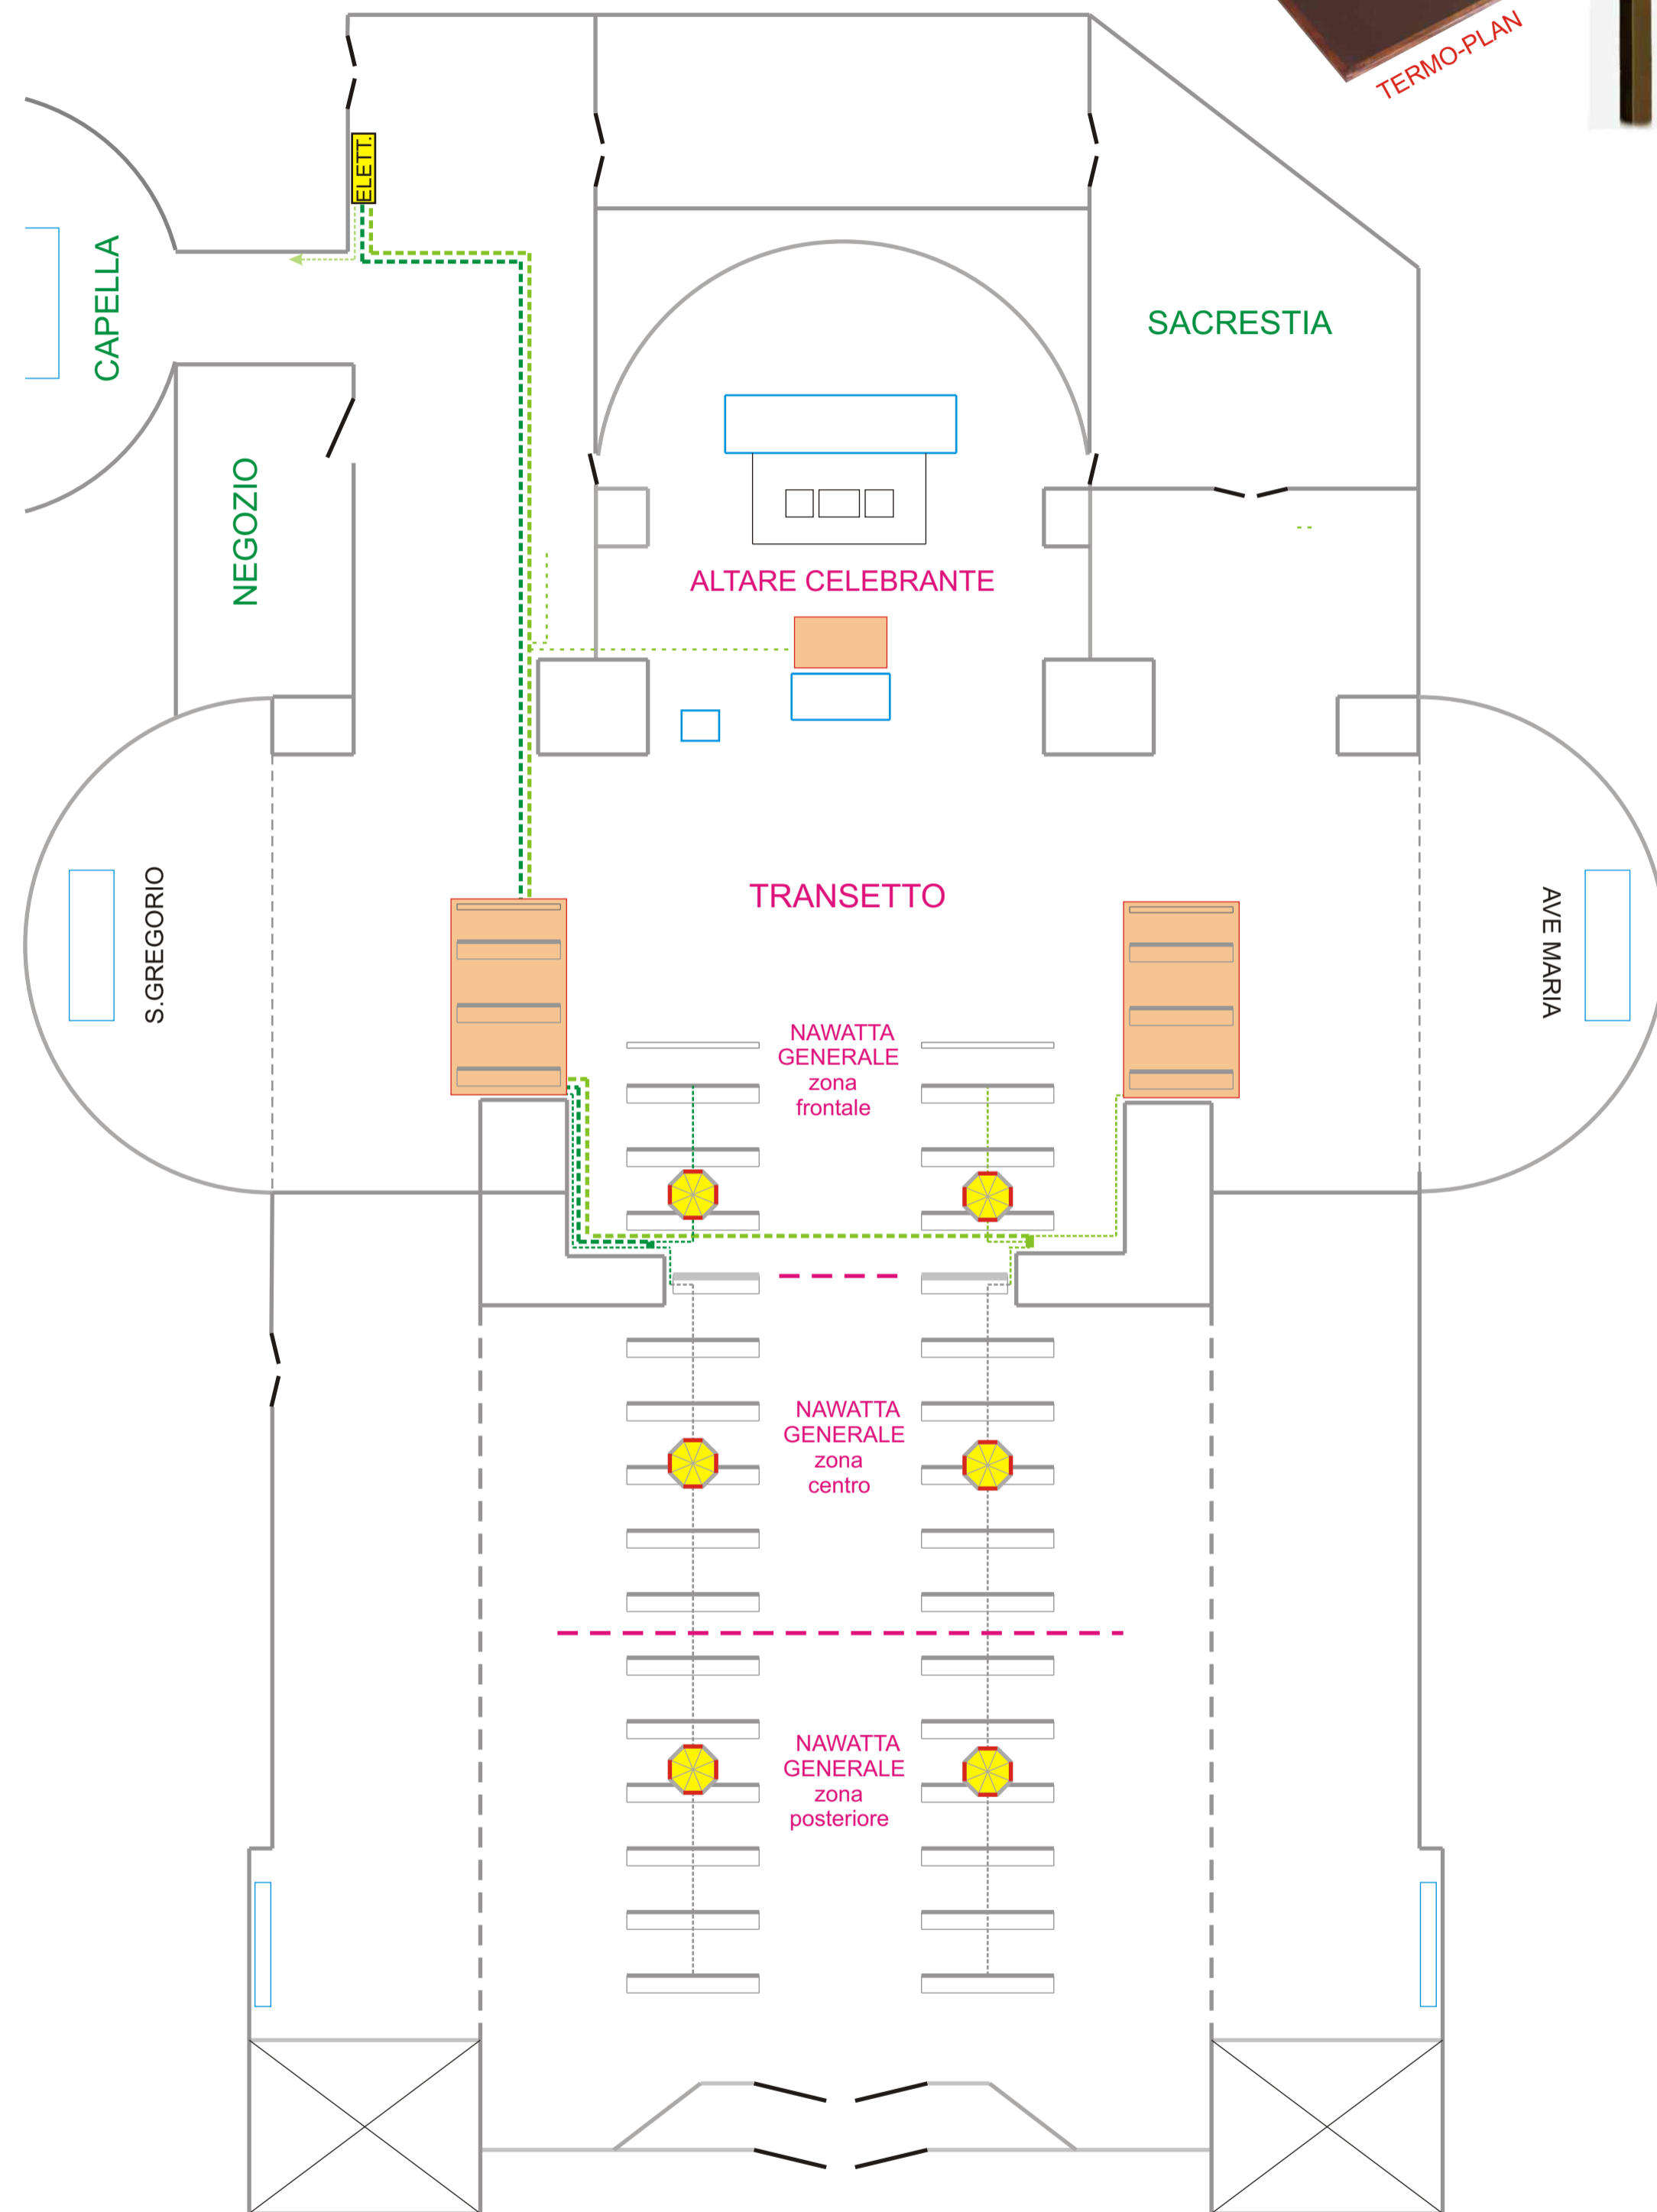 TERMO-PLAN
ELETT.
CAPELLA
SACRESTIA
NEGOZIO
ALTARE CELEBRANTE
TRANSETTO
S.GREGORIO
AVE MARIA
NAWATTA
GENERALE
zona
frontale
NAWATTA
GENERALE
zona
centro
NAWATTA
GENERALE
zona
posteriore